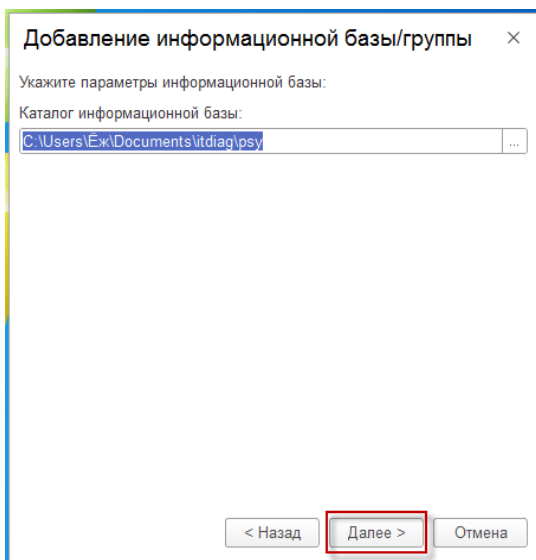 Добавление информационной базы/группы
Укажите параметры информационной базы:
Каталог информационной базы:
C:\Users\Ёж\Documents\itdiag\psy
...
< Назад
Далее >
Отмена